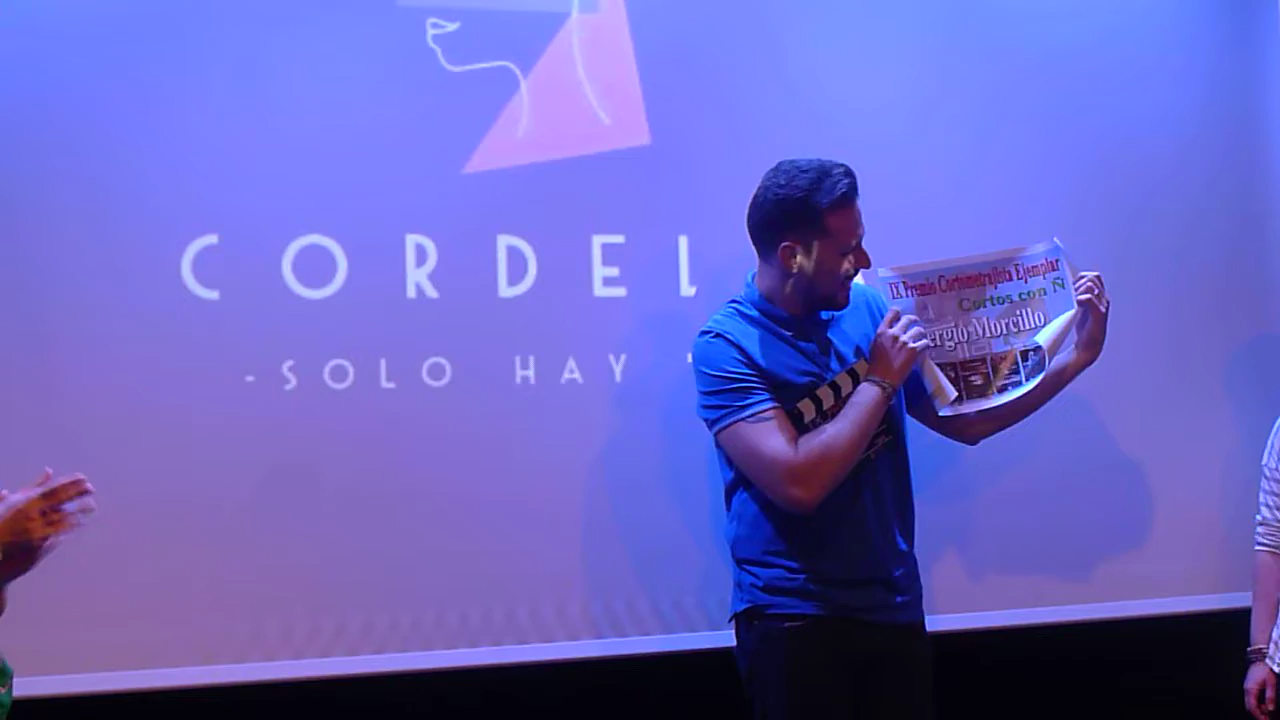 CORDEL
-SOLO HAY
IX Premio Cortometrajista Ejemplar
Cortos con Ñ
ergio Morcillo